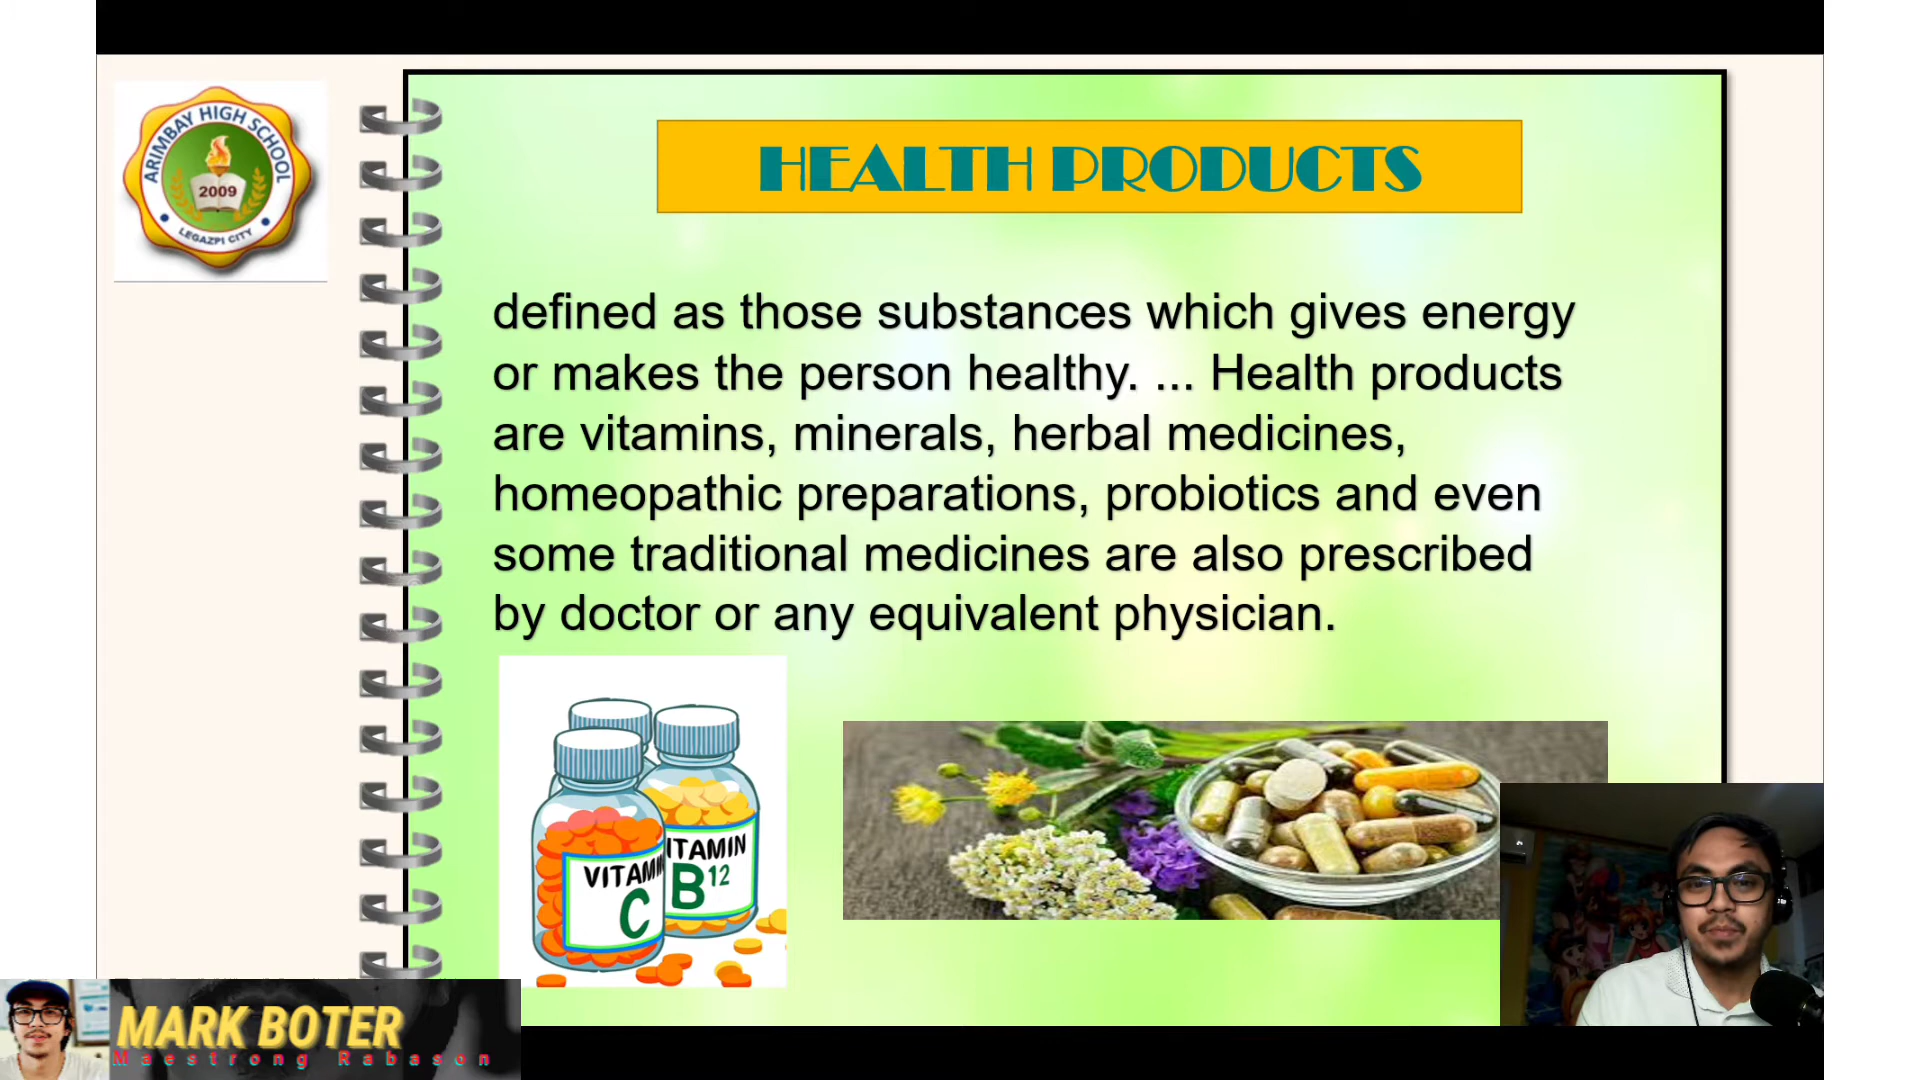 ARIMBAY HIGH SCHOOL
2009
LEGAZPI CITY
HEALTH PRODUCTS
defined as those substances which gives energy
or makes the person healthy. ... Health products
are vitamins, minerals, herbal medicines,
homeopathic preparations, probiotics and even
some traditional medicines are also prescribed
by doctor or any equivalent physician.
VITAM
C
ITAMIN
B12
MARK BOTER
Maestrong Rabason